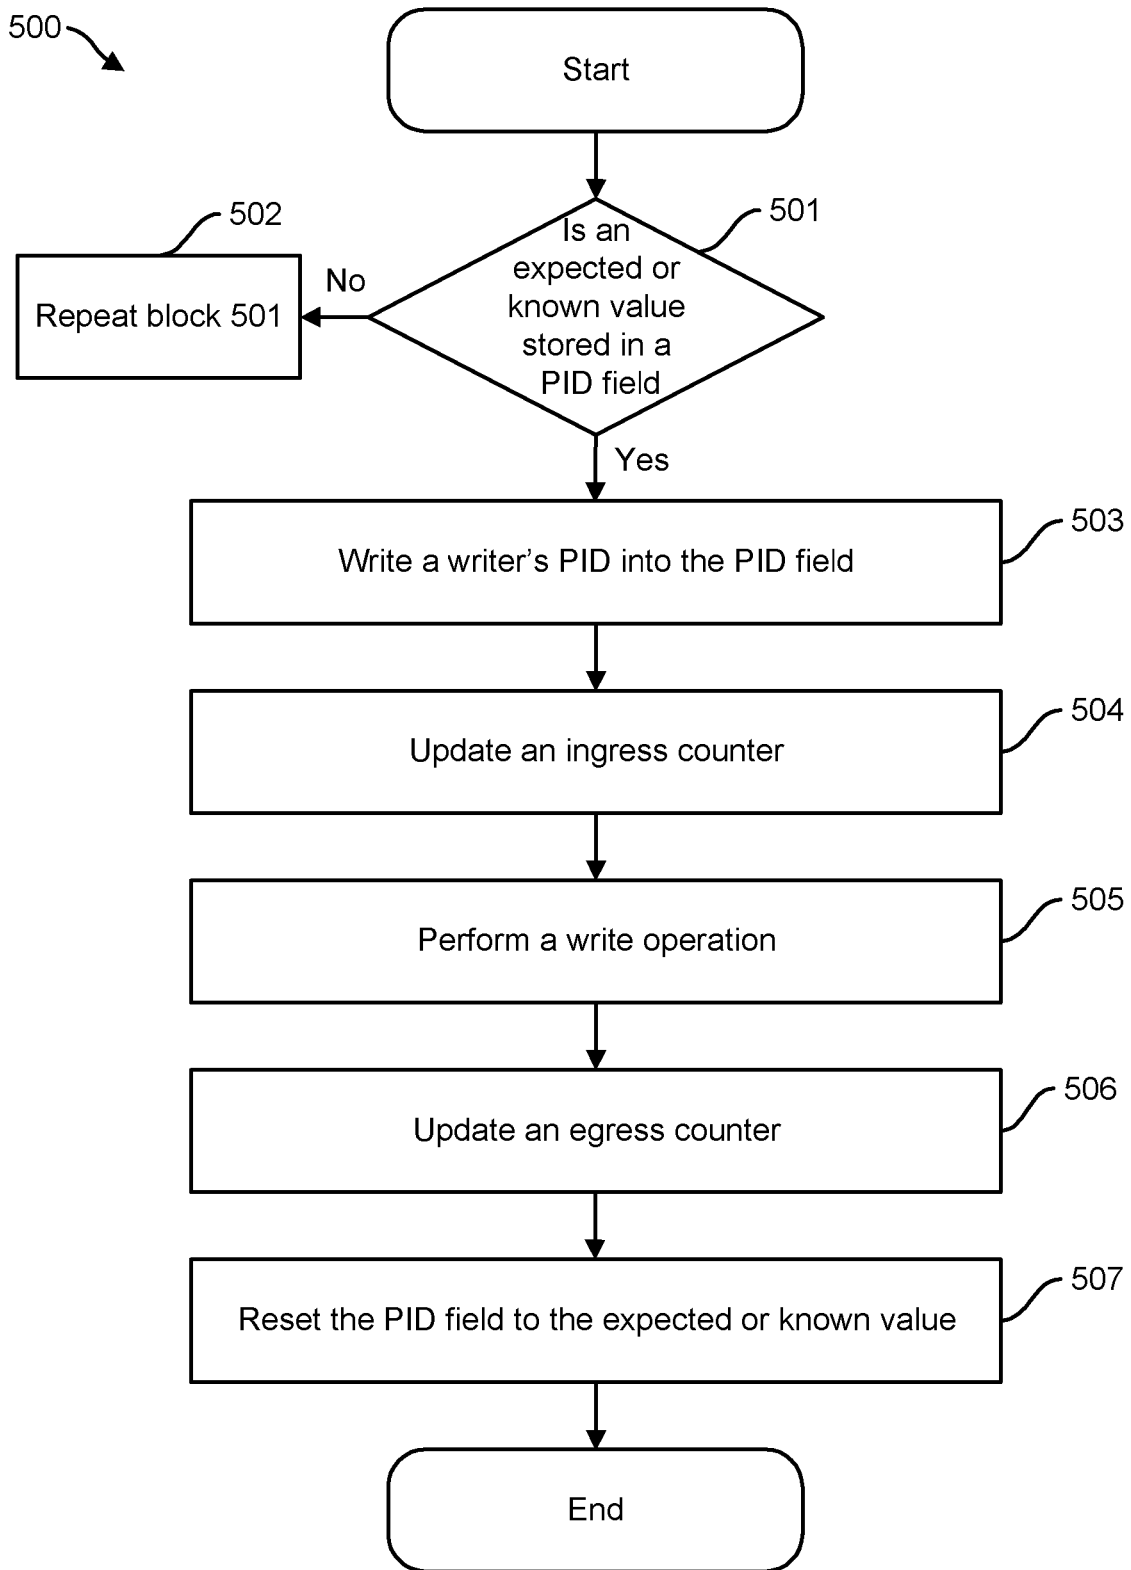 500
Start
502
501
Is an
expected or
known value
stored in a
PID field
No
Repeat block 501
Yes
503
Write a writer’s PID into the PID field
504
Update an ingress counter
505
Perform a write operation
506
Update an egress counter
507
Reset the PID field to the expected or known value
End